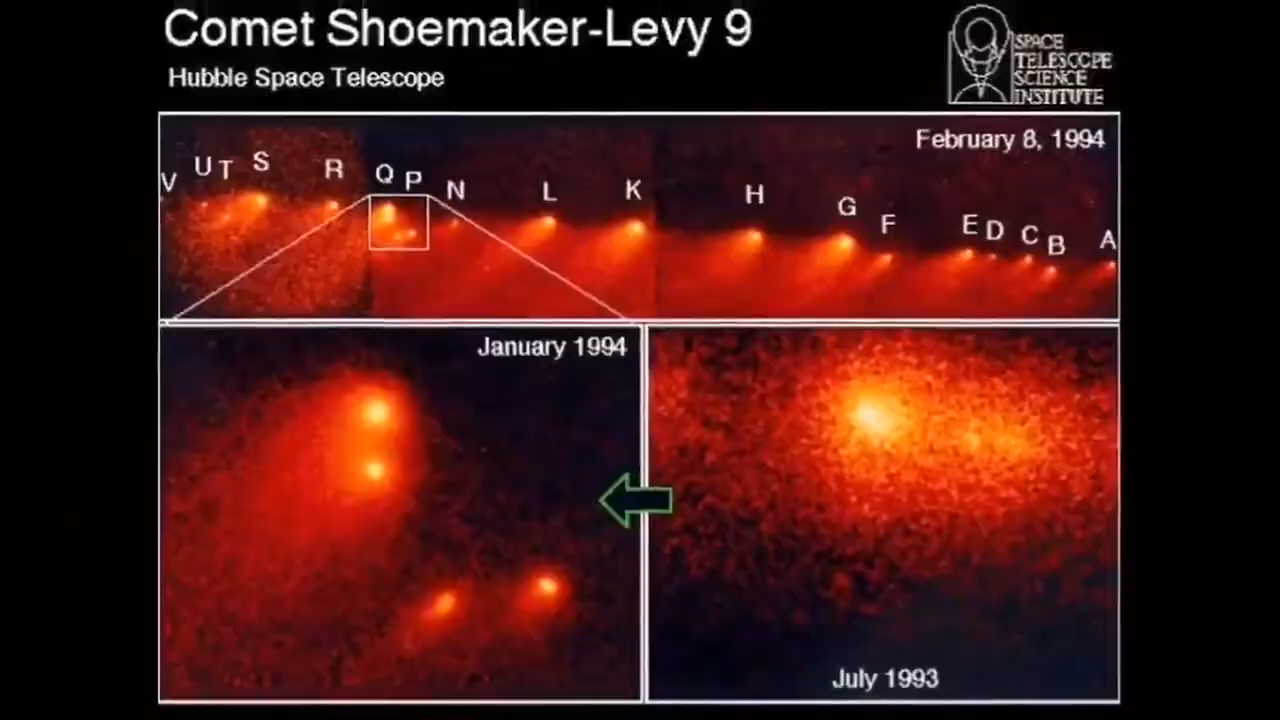 Comet Shoemaker-Levy 9
Hubble Space Telescope
SPACE
TELESCOPE
SCIENCE
INSTITUTE
February 8, 1994
V U T S R Q P N L K H G F E D C B A
January 1994
July 1993